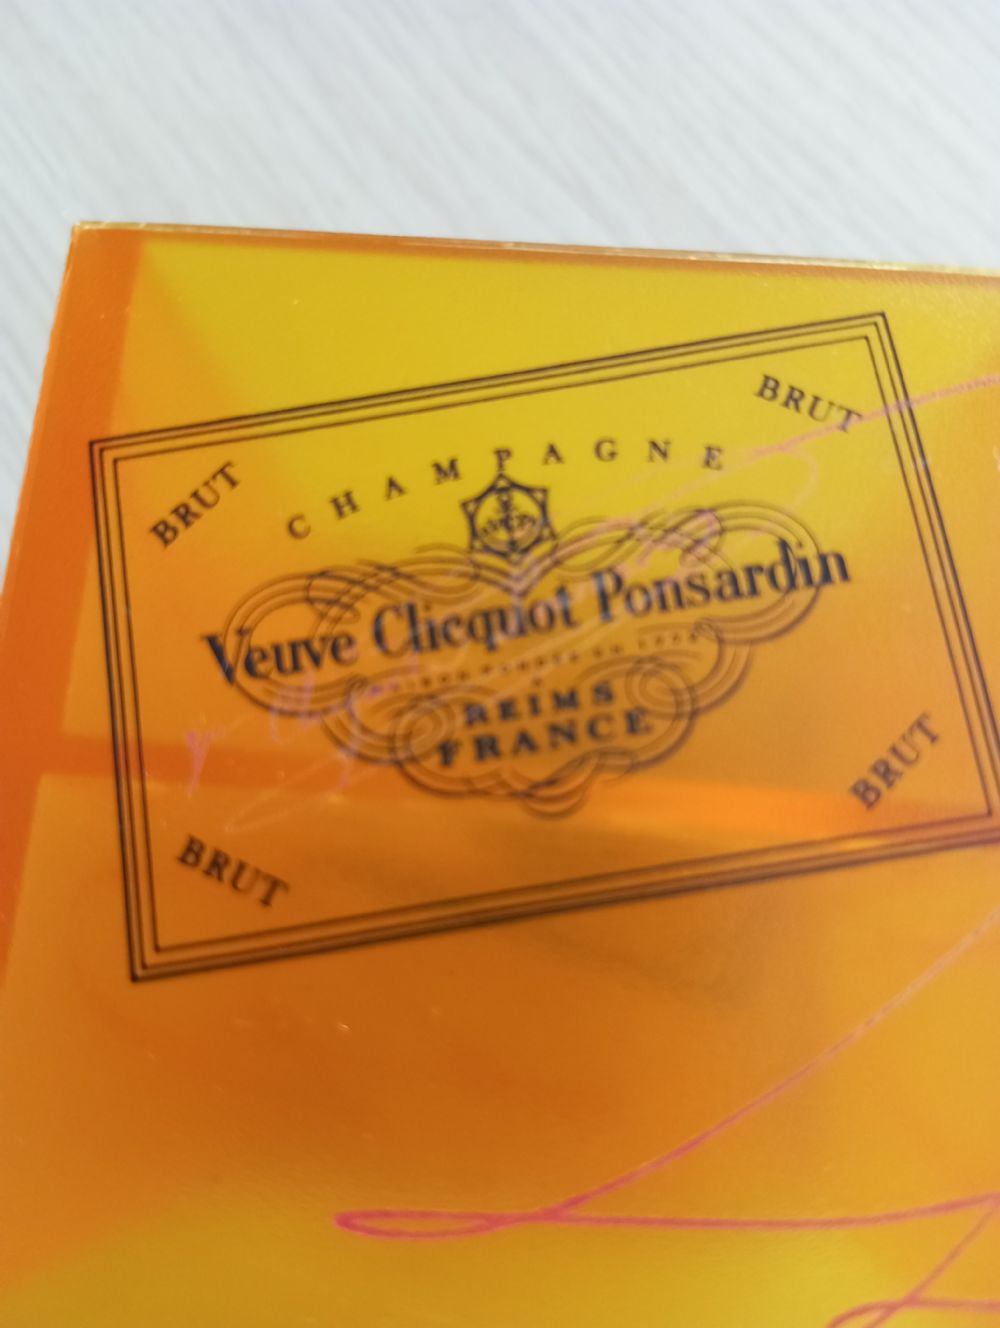 BRUT
BRUT
CHAMPAGNE
Veuve Clicquot Ponsardin
REIMS
FRANCE
BRUT
BRUT